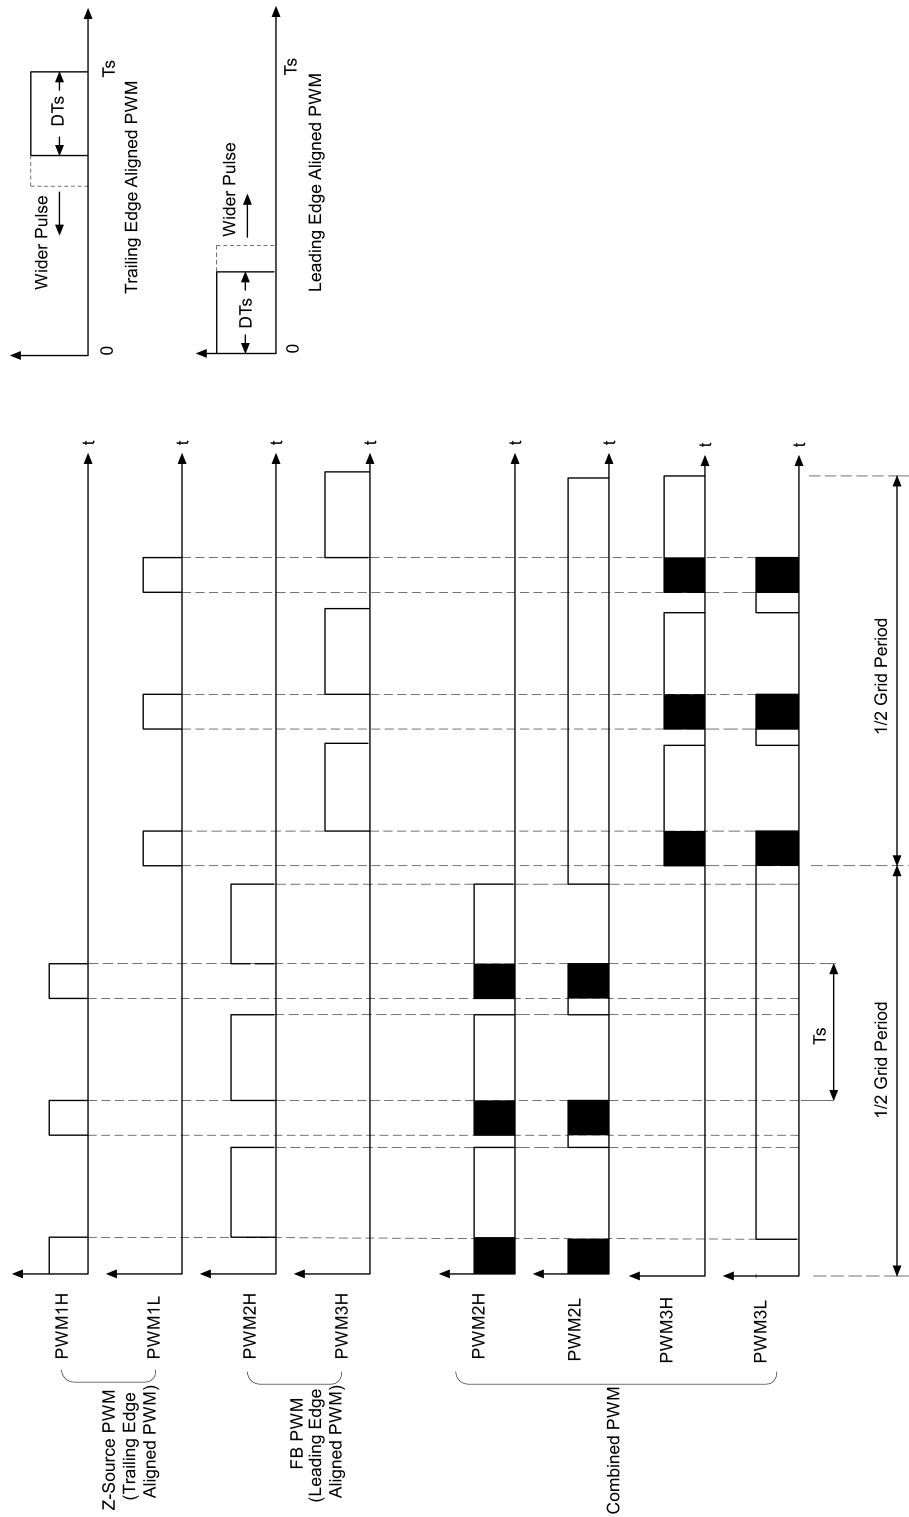 Z-Source PWM
(Trailing Edge
Aligned PWM)
PWM1H
t
PWM1L
t
FB PWM
(Leading Edge
Aligned PWM)
PWM2H
t
PWM3H
t
Combined PWM
PWM2H
t
PWM2L
t
PWM3H
t
PWM3L
t
Ts
1/2 Grid Period
1/2 Grid Period
Wider Pulse
DTs
0
Ts
Trailing Edge Aligned PWM
DTs
Wider Pulse
0
Ts
Leading Edge Aligned PWM